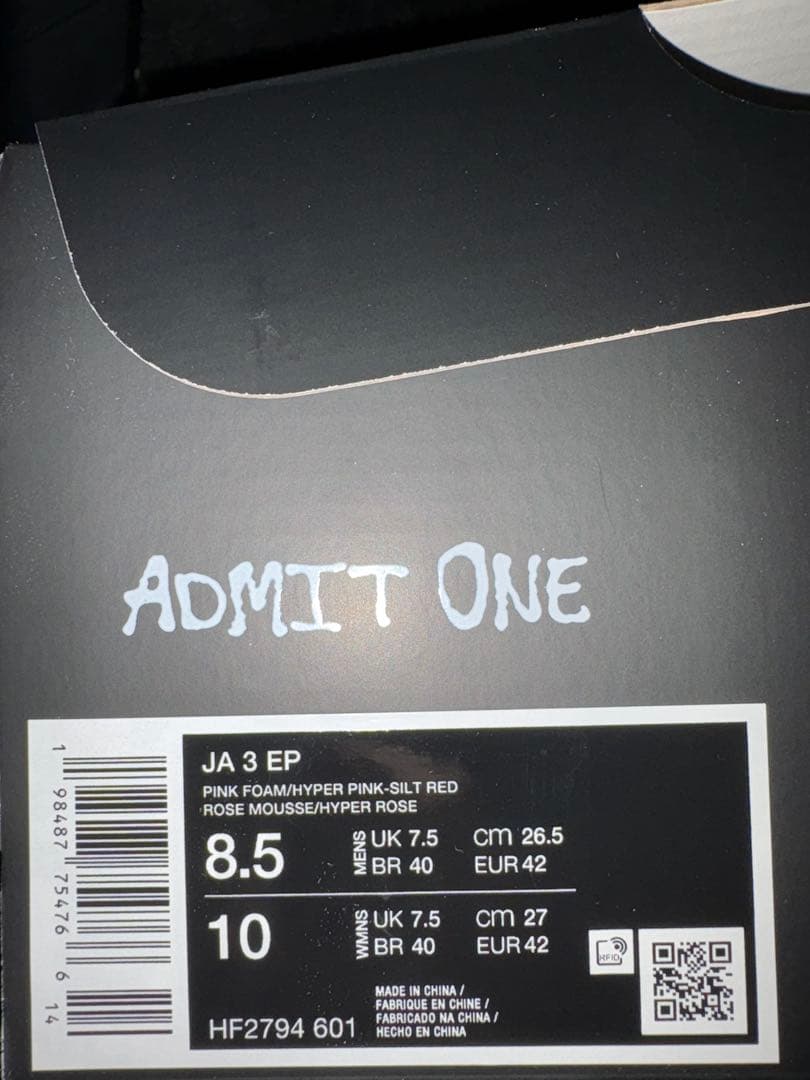 ADMIT ONE
JA 3 EP
PINK FOAM/HYPER PINK-SILT RED
ROSE MOUSSE/HYPER ROSE
8.5 MENS UK 7.5 cm 26.5
BR 40 EUR 42
10 WMNS UK 7.5 cm 27
BR 40 EUR 42
RFID
MADE IN CHINA /
FABRIQUE EN CHINE /
FABRICADO NA CHINA /
HECHO EN CHINA
HF2794 601
1 98487 75476 6 14